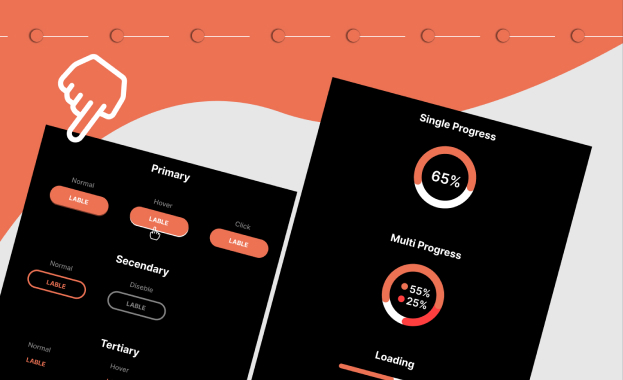 Primary
Normal
Hover
Click
LABLE
LABLE
LABLE
Secendary
Normal
Diseble
LABLE
LABLE
Tertiary
Normal
Hover
LABLE
Single Progress
65%
Multi Progress
55%
25%
Loading